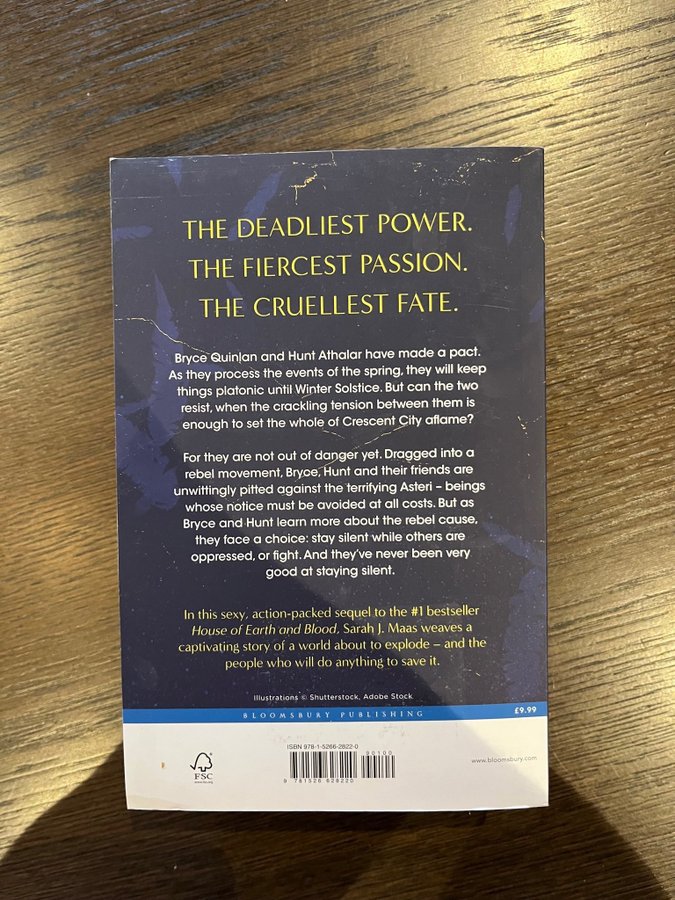 THE DEADLIEST POWER.
THE FIERCEST PASSION.
THE CRUELLEST FATE.
Bryce Quinlan and Hunt Athalar have made a pact.
As they process the events of the spring, they will keep
things platonic until Winter Solstice. But can the two
resist, when the crackling tension between them is
enough to set the whole of Crescent City aflame?
For they are not out of danger yet. Dragged into a
rebel movement, Bryce, Hunt and their friends are
unwittingly pitted against the terrifying Asteri – beings
whose notice must be avoided at all costs. But as
Bryce and Hunt learn more about the rebel cause,
they face a choice: stay silent while others are
oppressed, or fight. And they've never been very
good at staying silent.
In this sexy, action-packed sequel to the #1 bestseller
House of Earth and Blood, Sarah J. Maas weaves a
captivating story of a world about to explode – and the
people who will do anything to save it.
Illustrations © Shutterstock, Adobe Stock
BLOOMSBURY PUBLISHING
£9.99
ISBN 978-1-5266-2822-0
90100
9 781526 628220
FSC
www.bloomsbury.com